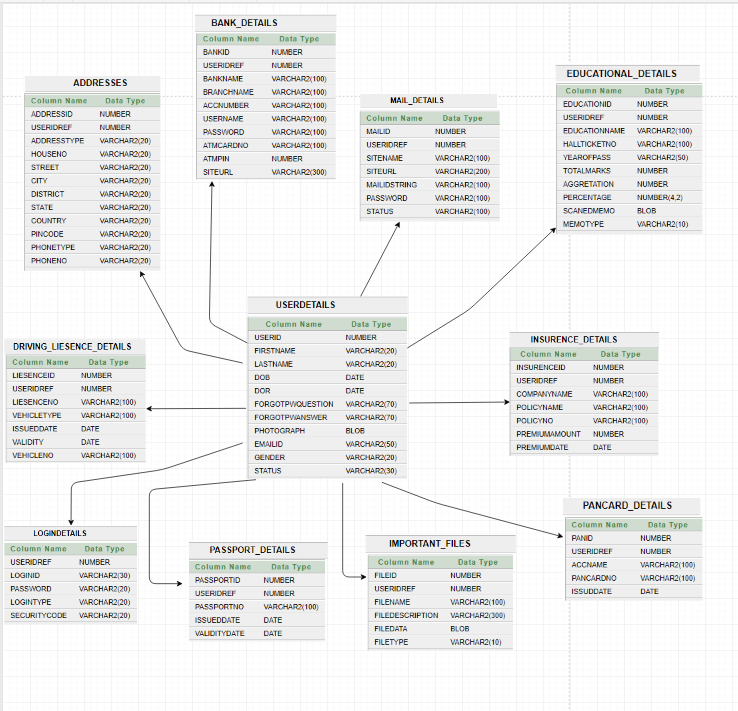 BANK_DETAILS
Column Name Data Type
BANKID NUMBER
USERIDREF NUMBER
BANKNAME VARCHAR2(100)
BRANCHNAME VARCHAR2(100)
ACCNUMBER VARCHAR2(100)
USERNAME VARCHAR2(100)
PASSWORD VARCHAR2(100)
ATMCARDNO VARCHAR2(100)
ATMPIN NUMBER
SITEURL VARCHAR2(300)
ADDRESSES
Column Name Data Type
ADDRESSID NUMBER
USERIDREF NUMBER
ADDRESSTYPE VARCHAR2(20)
HOUSENO VARCHAR2(20)
STREET VARCHAR2(20)
CITY VARCHAR2(20)
DISTRICT VARCHAR2(20)
STATE VARCHAR2(20)
COUNTRY VARCHAR2(20)
PINCODE VARCHAR2(20)
PHONETYPE VARCHAR2(20)
PHONENO VARCHAR2(20)
MAIL_DETAILS
Column Name Data Type
MAILID NUMBER
USERIDREF NUMBER
SITENAME VARCHAR2(100)
SITEURL VARCHAR2(200)
MAILIDSTRING VARCHAR2(100)
PASSWORD VARCHAR2(100)
STATUS VARCHAR2(100)
EDUCATIONAL_DETAILS
Column Name Data Type
EDUCATIONID NUMBER
USERIDREF NUMBER
EDUCATIONNAME VARCHAR2(100)
HALLTICKETNO VARCHAR2(100)
YEAROFPASS VARCHAR2(50)
TOTALMARKS NUMBER
AGGRETATION NUMBER
PERCENTAGE NUMBER(4,2)
SCANEDMEMO BLOB
MEMOTYPE VARCHAR2(10)
USERDETAILS
Column Name Data Type
USERID NUMBER
FIRSTNAME VARCHAR2(20)
LASTNAME VARCHAR2(20)
DOB DATE
DOR DATE
FORGOTPWQUESTION VARCHAR2(70)
FORGOTPWANSWER VARCHAR2(70)
PHOTOGRAPH BLOB
EMAILID VARCHAR2(50)
GENDER VARCHAR2(20)
STATUS VARCHAR2(30)
DRIVING_LIESENCE_DETAILS
Column Name Data Type
LIESENCEID NUMBER
USERIDREF NUMBER
LIESENCENO VARCHAR2(100)
VEHICLETYPE VARCHAR2(100)
ISSUEDDATE DATE
VALIDITY DATE
VEHICLENO VARCHAR2(100)
INSURENCE_DETAILS
Column Name Data Type
INSURENCEID NUMBER
USERIDREF NUMBER
COMPANYNAME VARCHAR2(100)
POLICYNAME VARCHAR2(100)
POLICYNO VARCHAR2(100)
PREMIUMAMOUNT NUMBER
PREMIUMDATE DATE
LOGINDETAILS
Column Name Data Type
USERIDREF NUMBER
LOGINID VARCHAR2(30)
PASSWORD VARCHAR2(20)
LOGINTYPE VARCHAR2(20)
SECURITYCODE VARCHAR2(20)
PASSPORT_DETAILS
Column Name Data Type
PASSPORTID NUMBER
USERIDREF NUMBER
PASSPORTNO VARCHAR2(100)
ISSUEDDATE DATE
VALIDITYDATE DATE
IMPORTANT_FILES
Column Name Data Type
FILEID NUMBER
USERIDREF NUMBER
FILENAME VARCHAR2(100)
FILEDESCRIPTION VARCHAR2(300)
FILEDATA BLOB
FILETYPE VARCHAR2(10)
PANCARD_DETAILS
Column Name Data Type
PANID NUMBER
USERIDREF NUMBER
ACCNAME VARCHAR2(100)
PANCARDNO VARCHAR2(100)
ISSUDDATE DATE